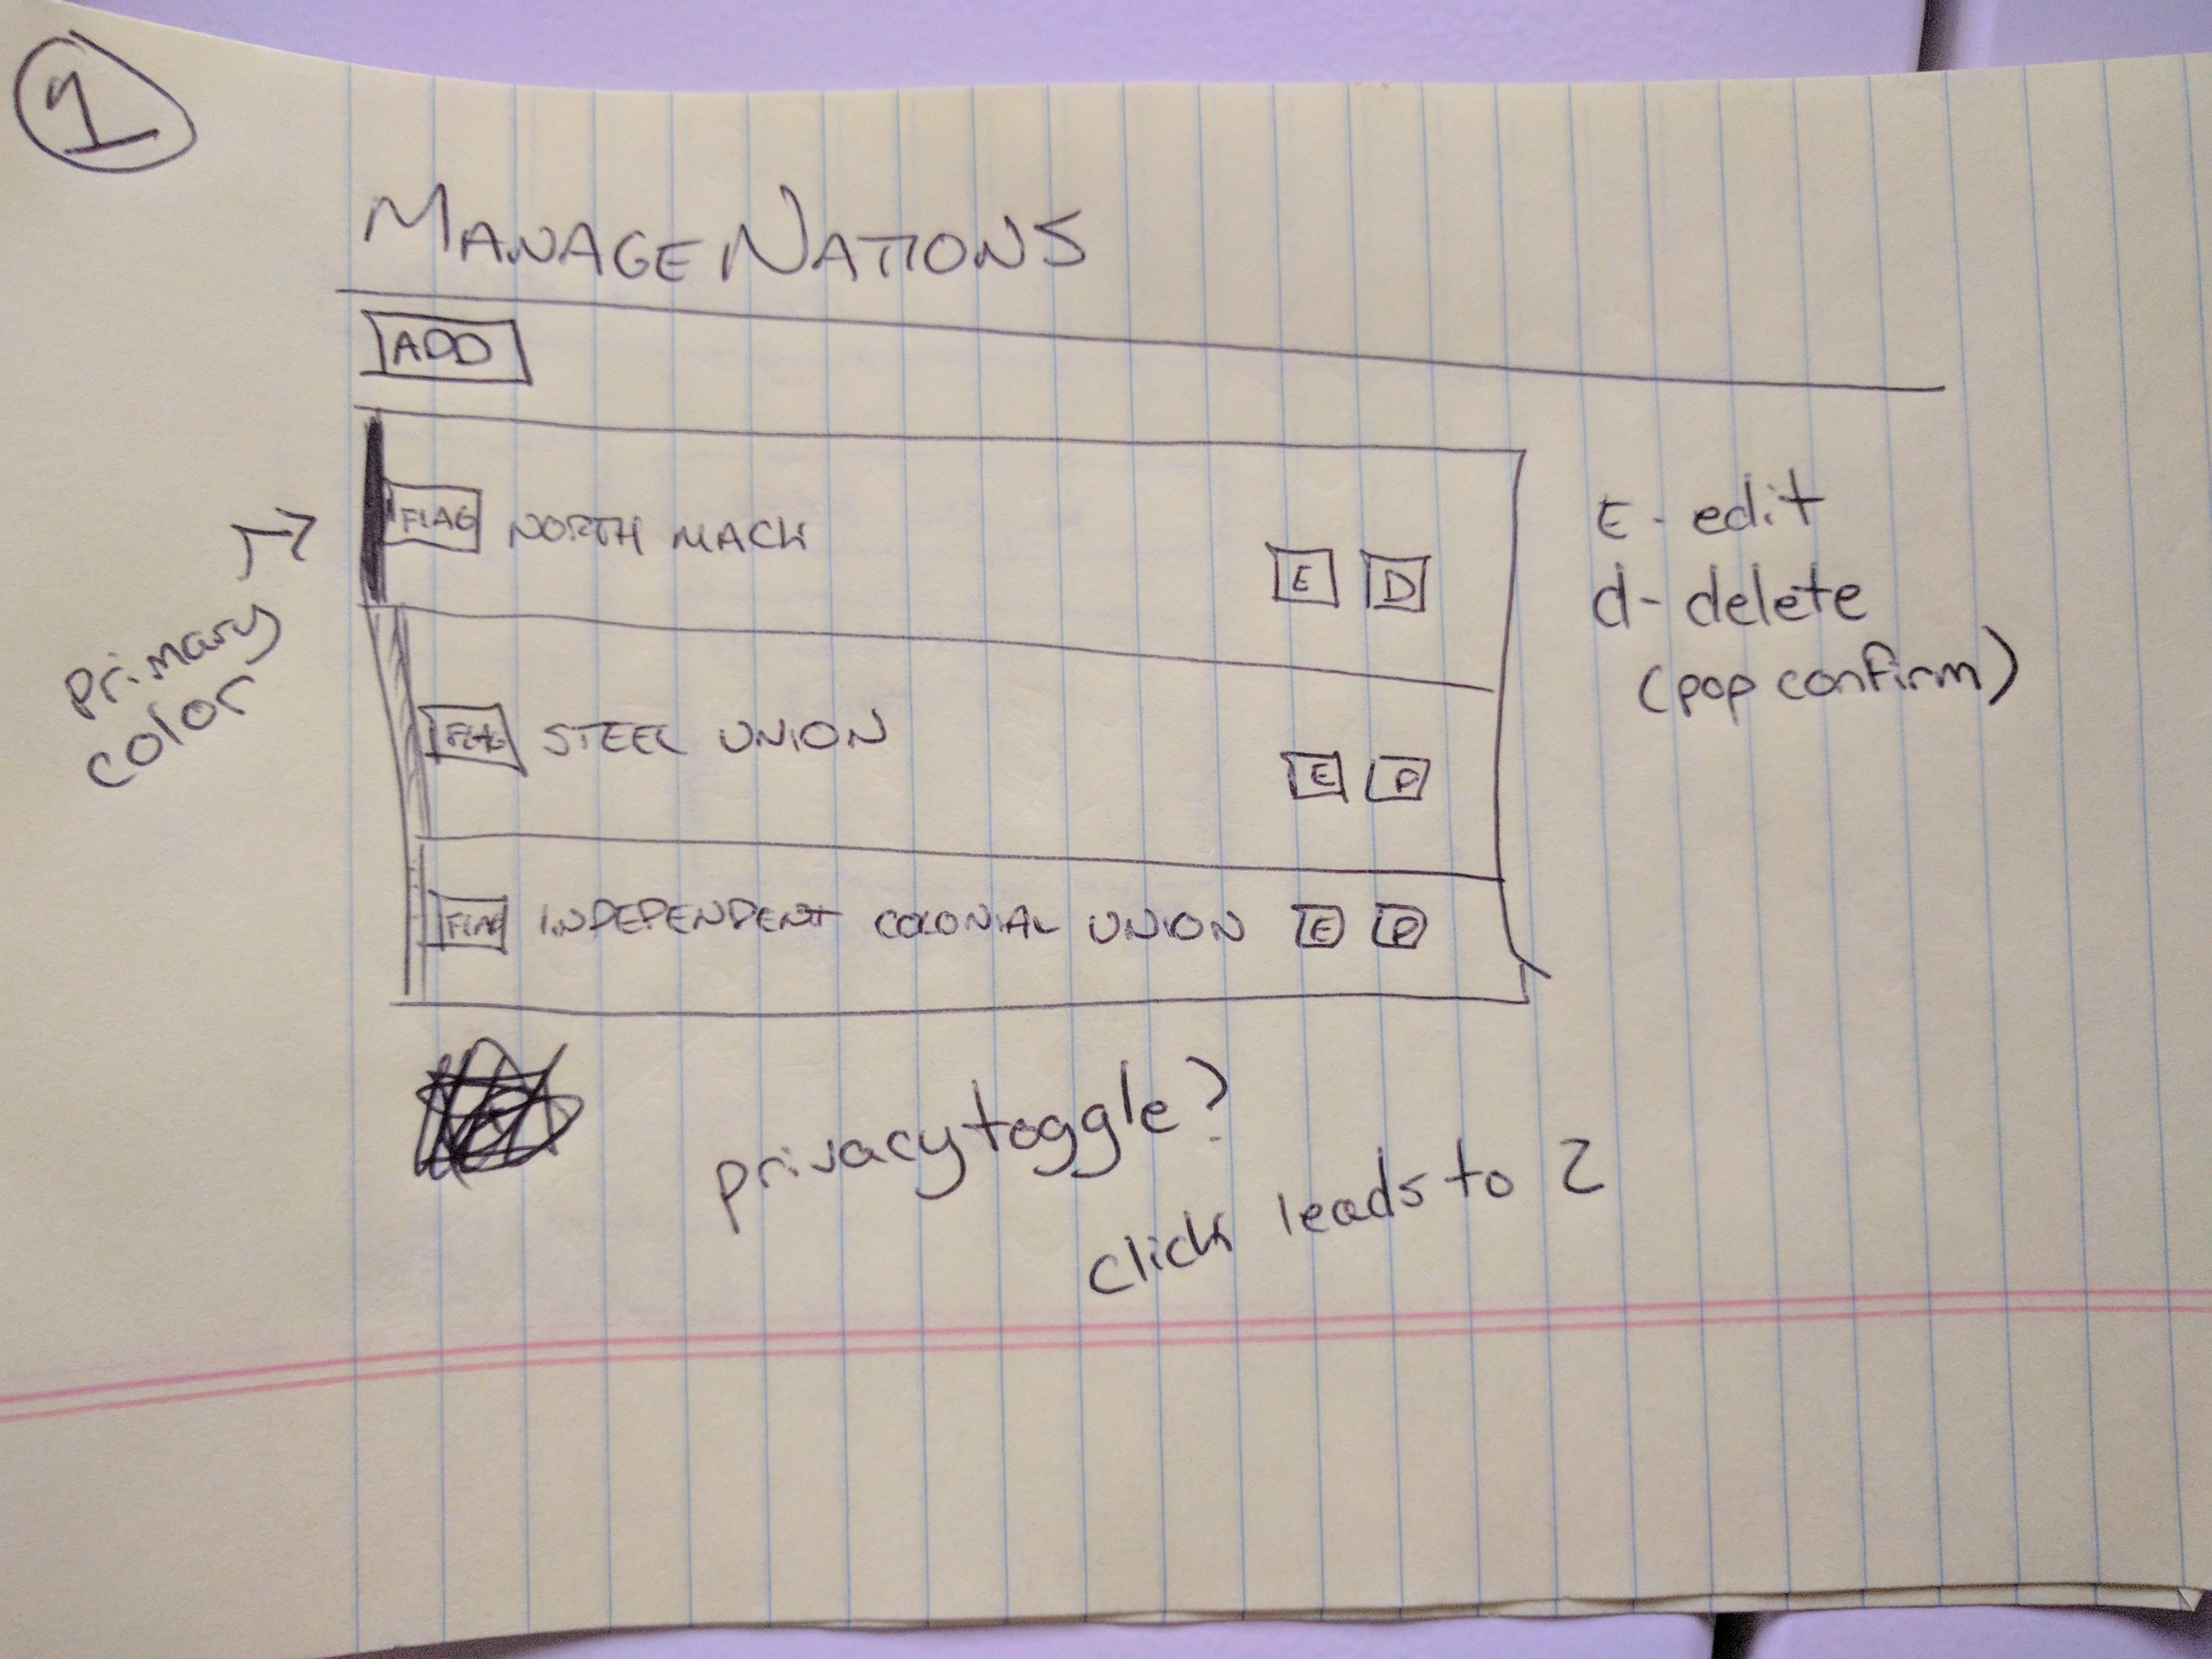 1
MANAGE NATIONS
ADD
FLAG NORTH MACK E D
FLAG STEEL UNION E D
FLAG INDEPENDENT COLONIAL UNION E D
primary
color
E - edit
d - delete
(pop confirm)
privacy toggle?
click leads to 2